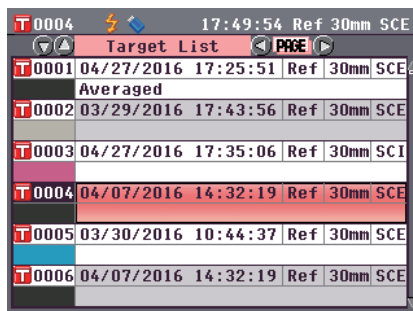 T0004 17:49:54 Ref 30mm SCE
Target List PAGE
T0001 04/27/2016 17:25:51 Ref 30mm SCE
Averaged
T0002 03/29/2016 17:43:56 Ref 30mm SCE
T0003 04/27/2016 17:35:06 Ref 30mm SCI
T0004 04/07/2016 14:32:19 Ref 30mm SCE
T0005 03/30/2016 10:44:37 Ref 30mm SCE
T0006 04/07/2016 14:32:19 Ref 30mm SCE